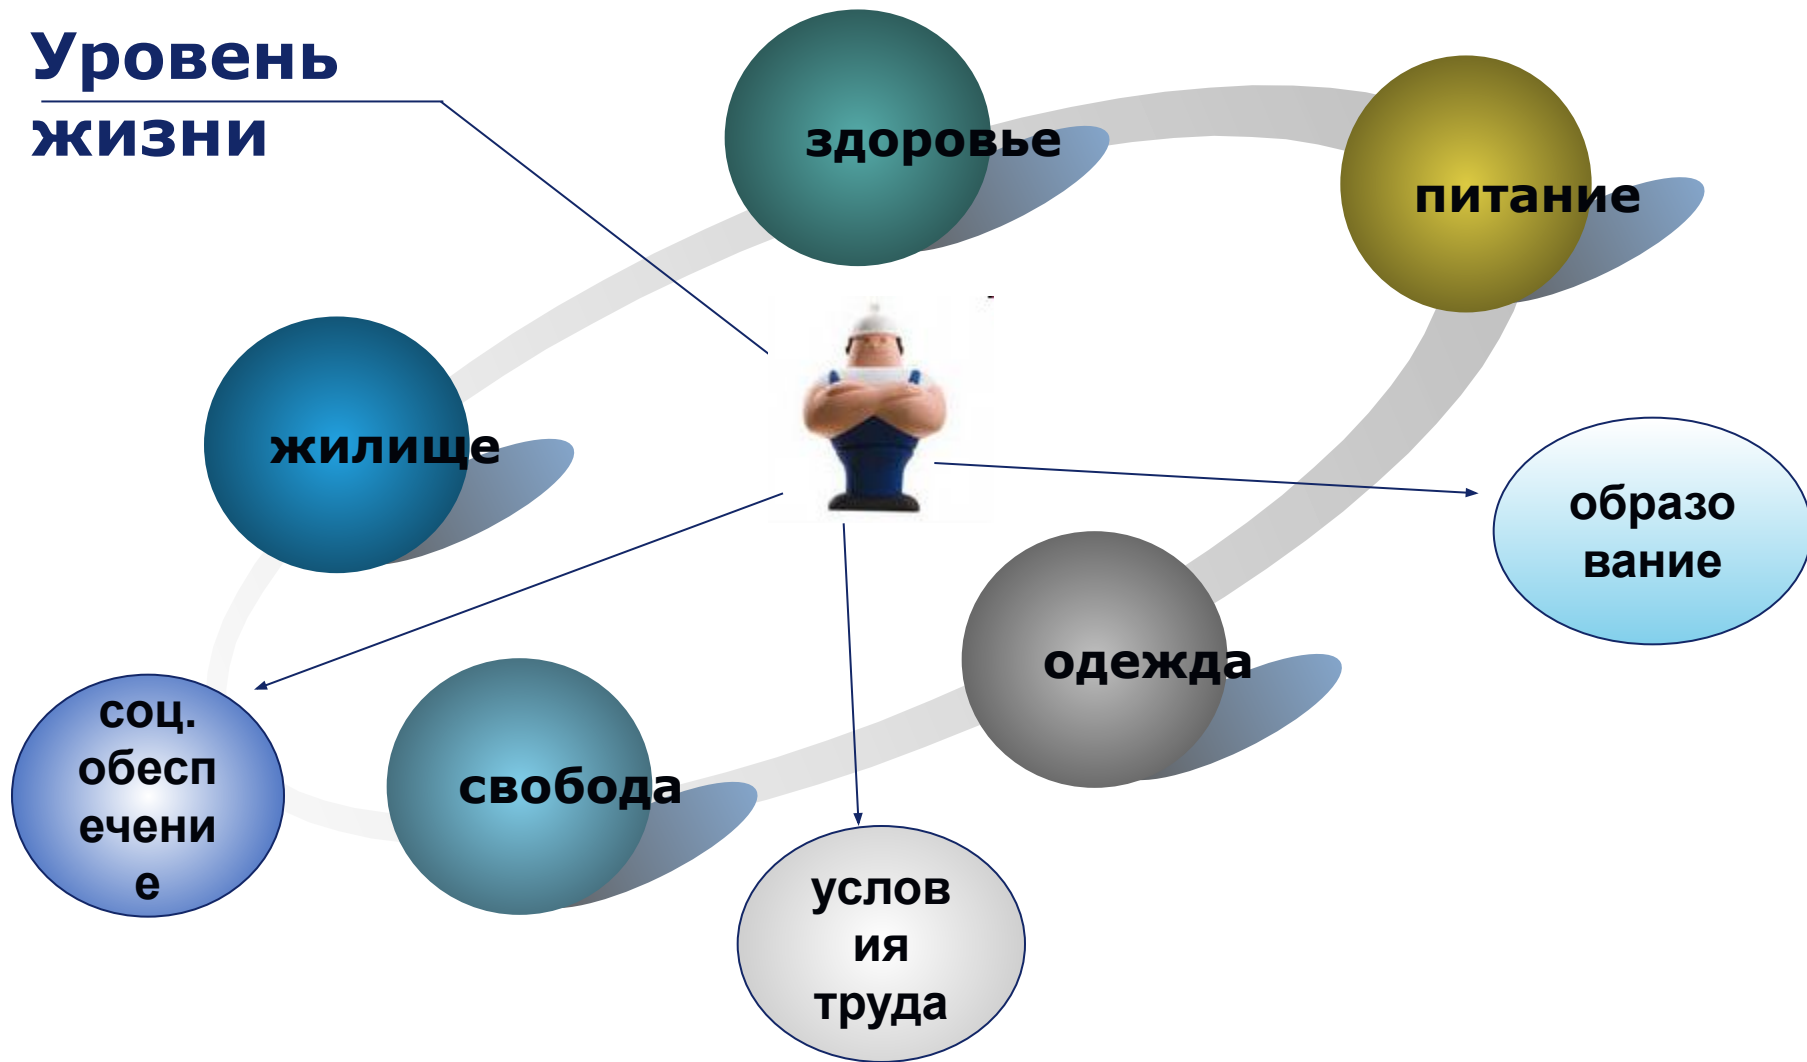 Уровень
жизни
здоровье
питание
жилище
образо
вание
одежда
соц.
обесп
ечени
е
свобода
услов
ия
труда